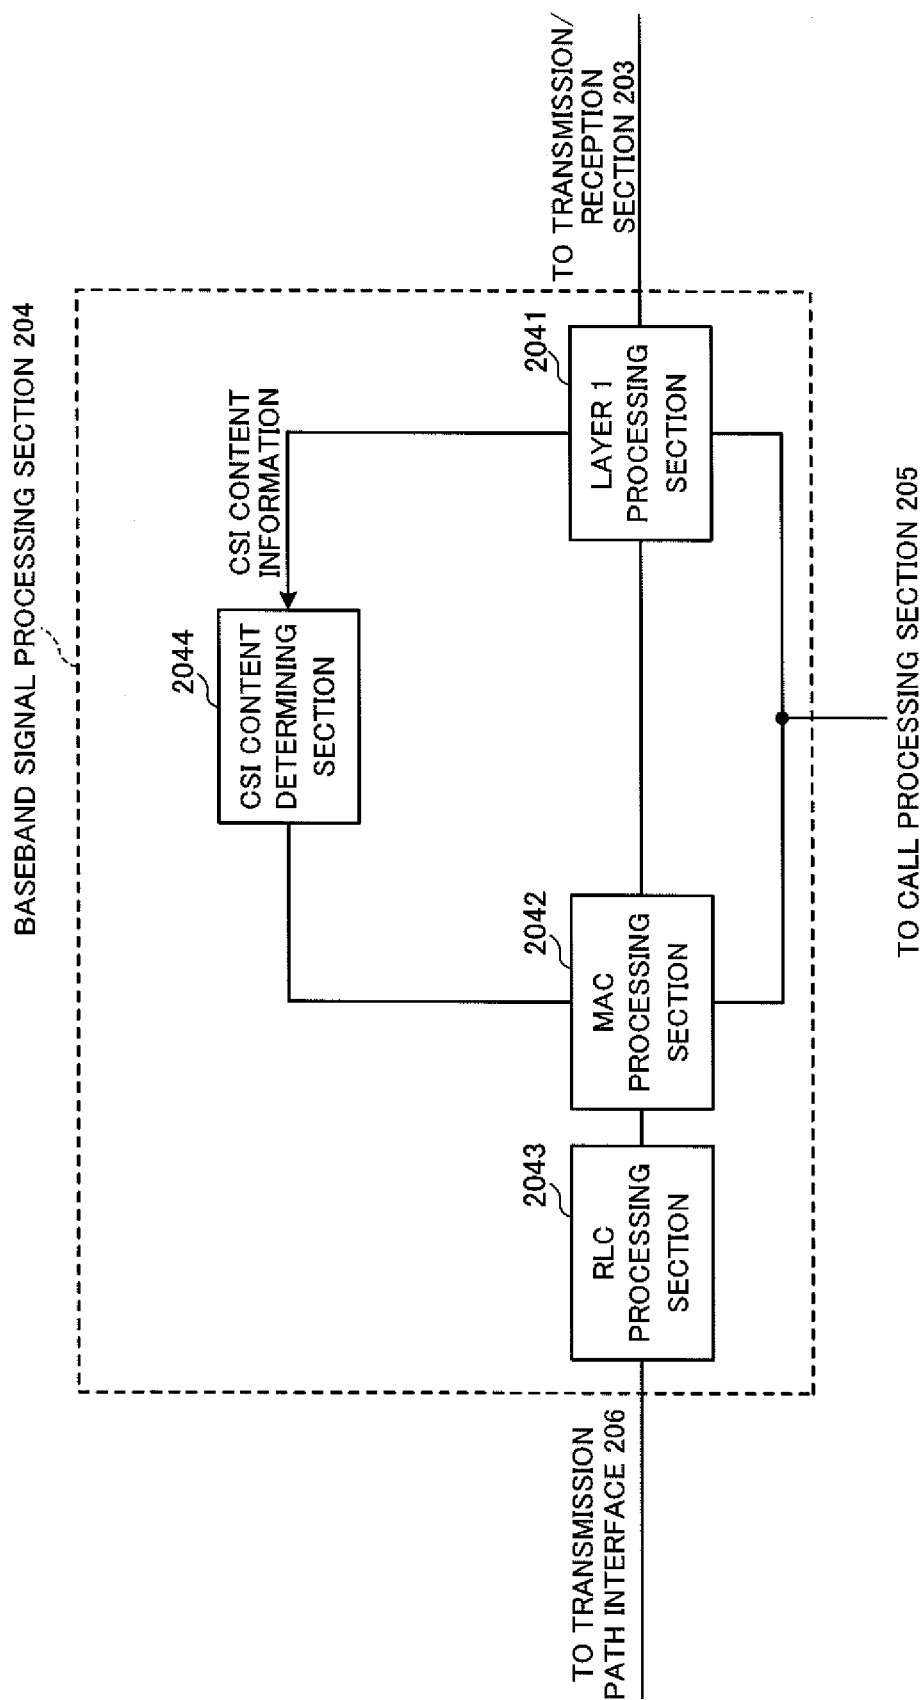 BASEBAND SIGNAL PROCESSING SECTION 204
2044
CSI CONTENT
DETERMINING
SECTION
CSI CONTENT
INFORMATION
2043
RLC
PROCESSING
SECTION
2042
MAC
PROCESSING
SECTION
2041
LAYER 1
PROCESSING
SECTION
TO TRANSMISSION
PATH INTERFACE 206
TO TRANSMISSION/
RECEPTION
SECTION 203
TO CALL PROCESSING SECTION 205